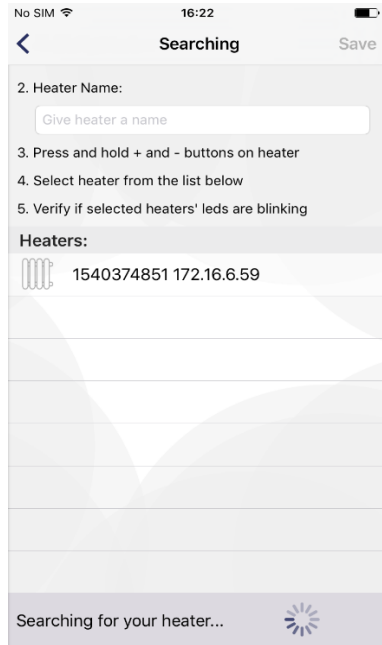 No SIM 16:22
Searching Save
2. Heater Name:
Give heater a name
3. Press and hold + and - buttons on heater
4. Select heater from the list below
5. Verify if selected heaters' leds are blinking
Heaters:
1540374851 172.16.6.59
Searching for your heater...